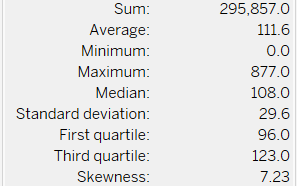 Sum: 295,857.0
Average: 111.6
Minimum: 0.0
Maximum: 877.0
Median: 108.0
Standard deviation: 29.6
First quartile: 96.0
Third quartile: 123.0
Skewness: 7.23